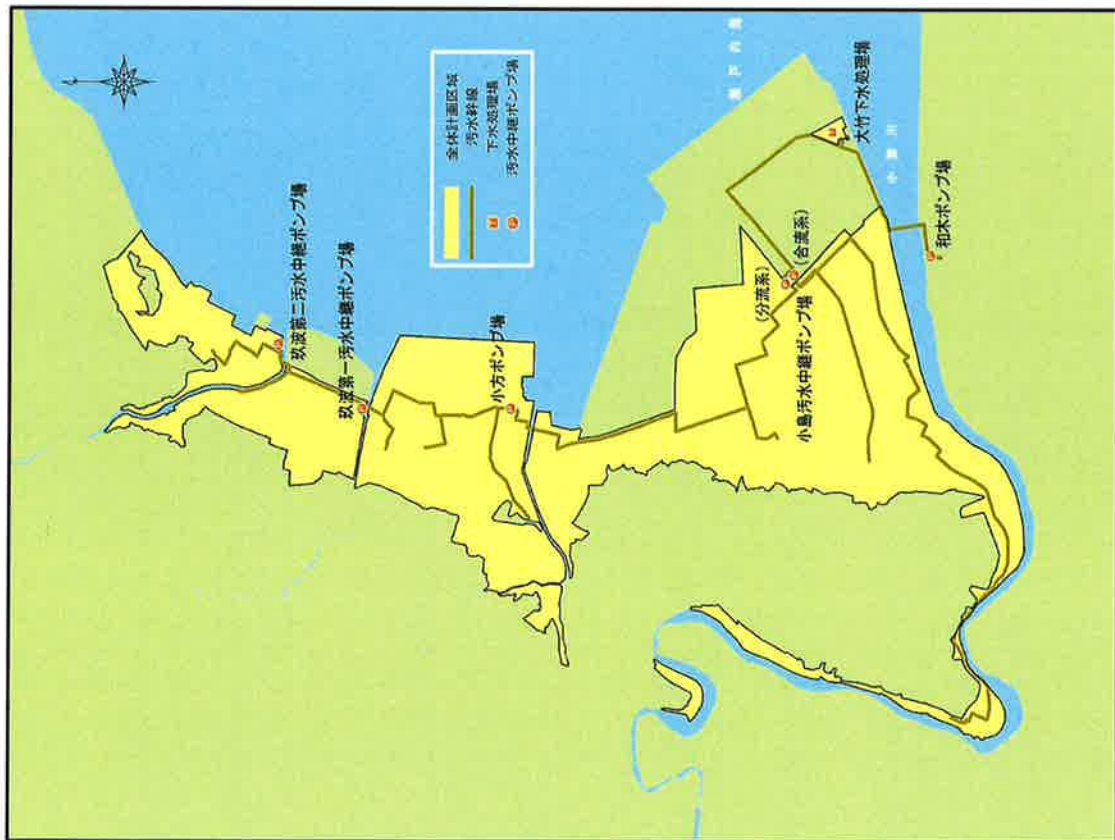 全体計画区域
汚水幹線
下水処理場
汚水中継ポンプ場
玖波第二汚水中継ポンプ場
玖波第一汚水中継ポンプ場
小方ポンプ場
瀬戸内海
(分流系)
(合流系)
小島汚水中継ポンプ場
大竹下水処理場
小瀬川
和木ポンプ場